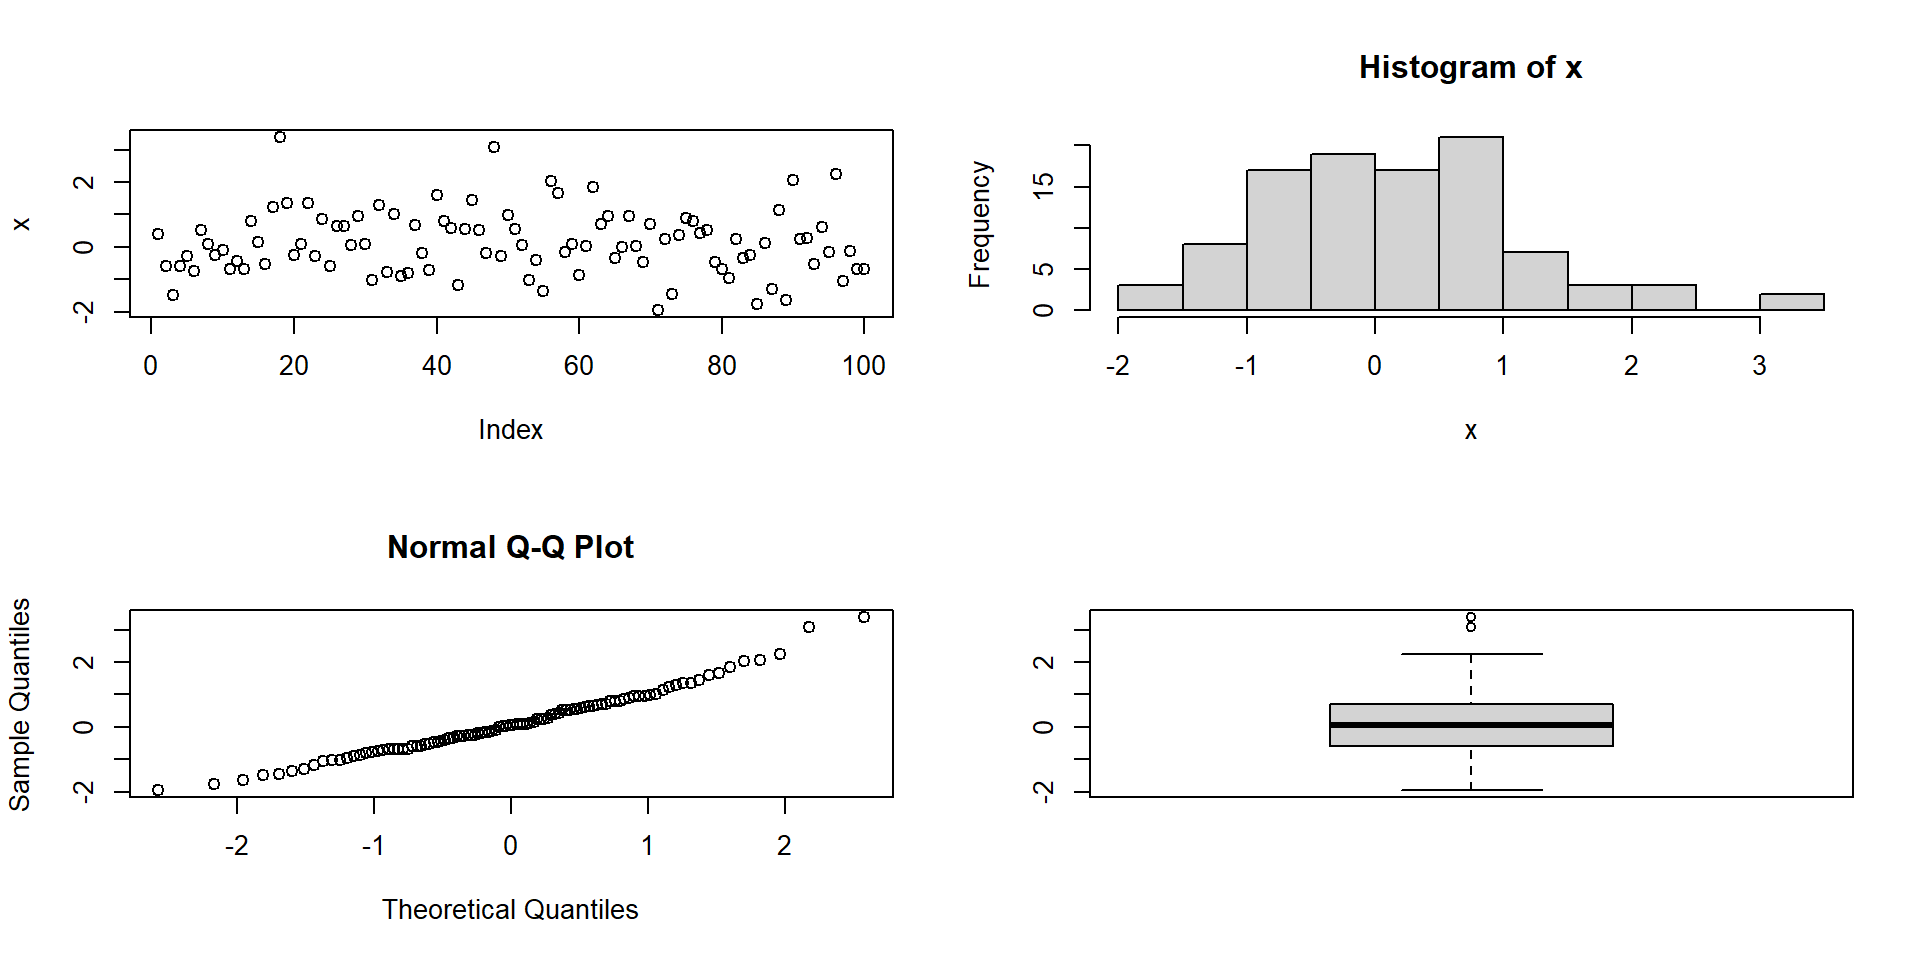 x
2
0
-2
0 20 40 60 80 100
Index
Histogram of x
Frequency
15
5
0
-2 -1 0 1 2 3
x
Normal Q-Q Plot
Sample Quantiles
2
0
-2
-2 -1 0 1 2
Theoretical Quantiles
2
0
-2